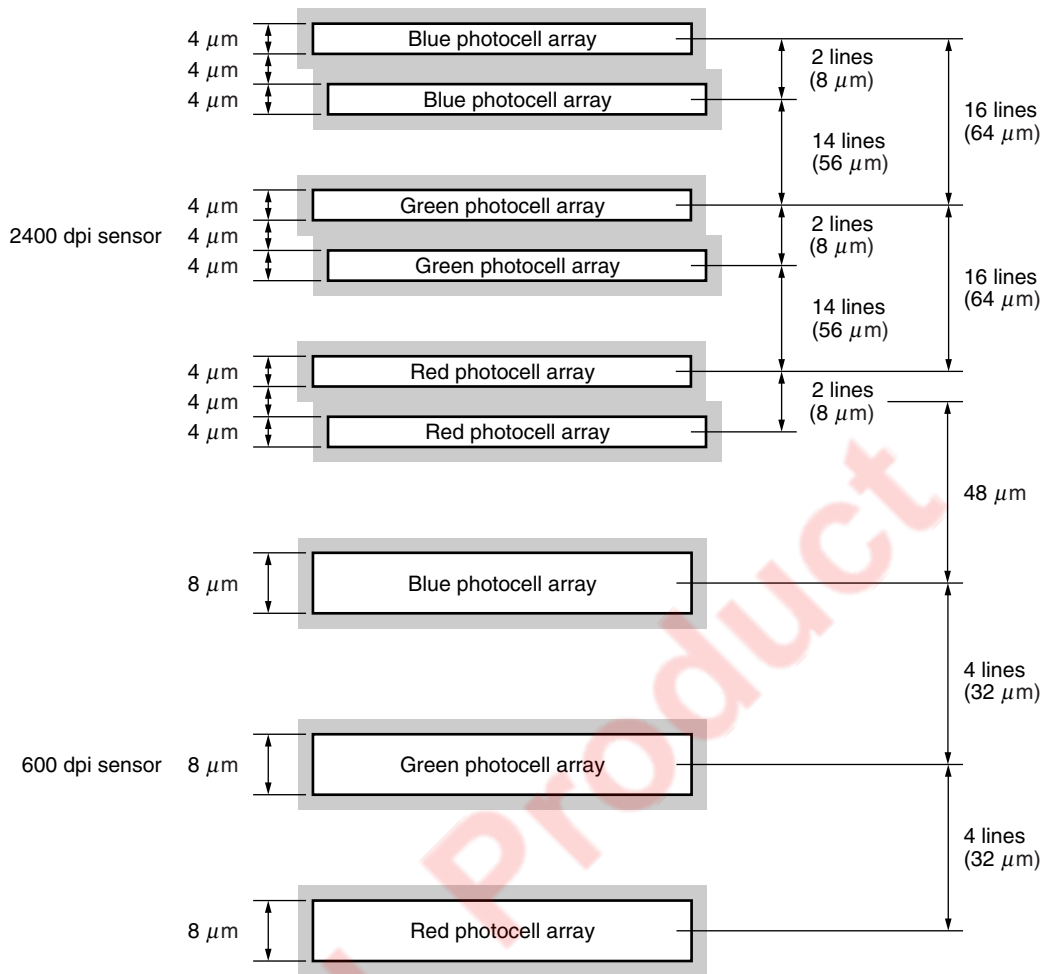 4 μm
Blue photocell array
2 lines
(8 μm)
4 μm
4 μm
Blue photocell array
16 lines
(64 μm)
14 lines
(56 μm)
4 μm
Green photocell array
2 lines
(8 μm)
2400 dpi sensor
4 μm
4 μm
Green photocell array
16 lines
(64 μm)
14 lines
(56 μm)
4 μm
Red photocell array
2 lines
(8 μm)
4 μm
4 μm
Red photocell array
48 μm
8 μm
Blue photocell array
4 lines
(32 μm)
600 dpi sensor
8 μm
Green photocell array
4 lines
(32 μm)
8 μm
Red photocell array
Product